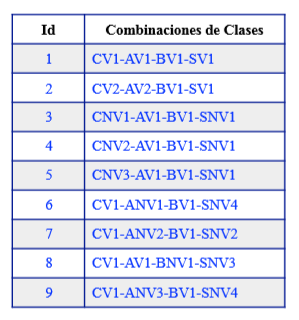 Id Combinaciones de Clases
1 CV1-AV1-BV1-SV1
2 CV2-AV2-BV1-SV1
3 CNV1-AV1-BV1-SNV1
4 CNV2-AV1-BV1-SNV1
5 CNV3-AV1-BV1-SNV1
6 CV1-ANV1-BV1-SNV4
7 CV1-ANV2-BV1-SNV2
8 CV1-AV1-BNV1-SNV3
9 CV1-ANV3-BV1-SNV4